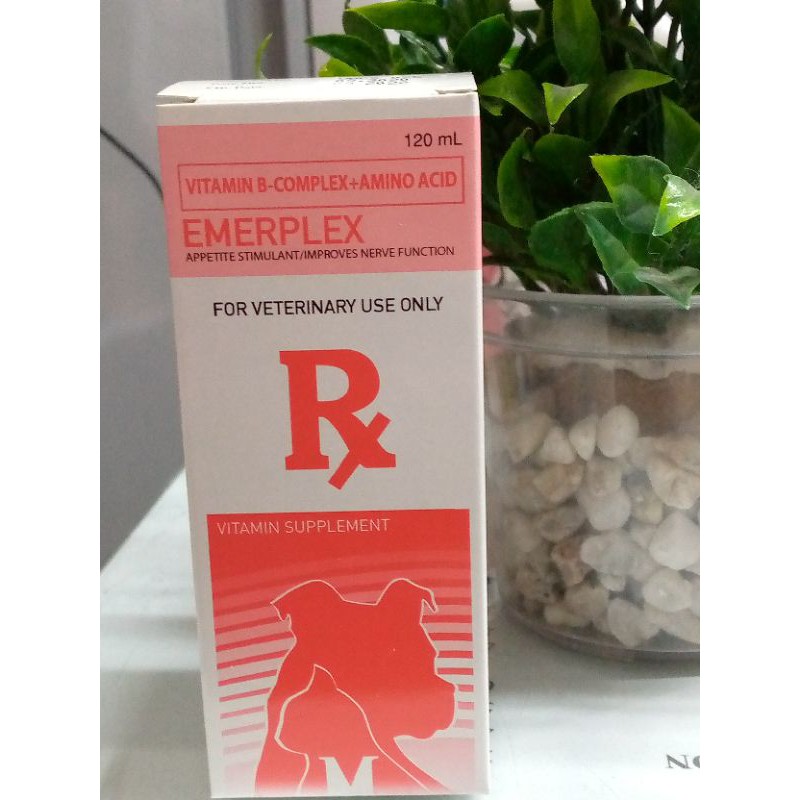 120 mL
VITAMIN B-COMPLEX+AMINO ACID
EMERPLEX
APPETITE STIMULANT/IMPROVES NERVE FUNCTION
FOR VETERINARY USE ONLY
Rx
VITAMIN SUPPLEMENT
M